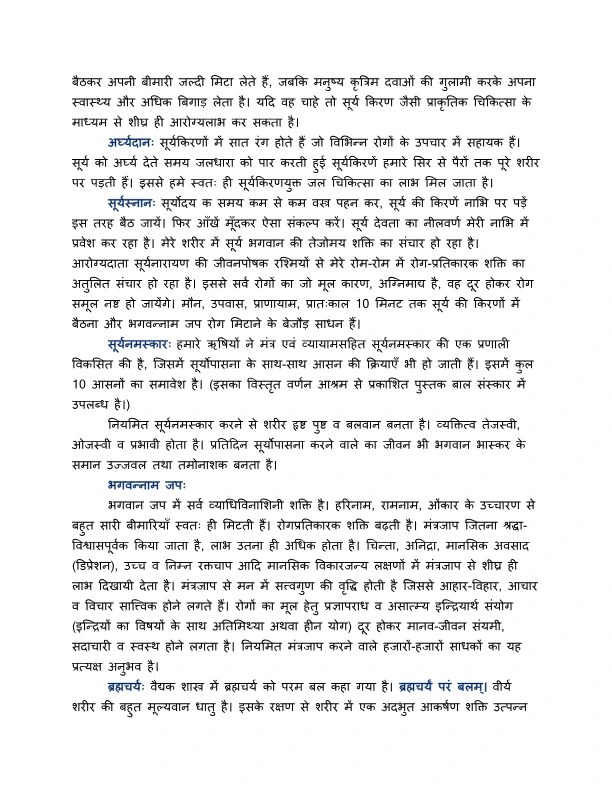 बैठकर अपनी बीमारी जल्दी मिटा लेते हैं, जबकि मनुष्य कृत्रिम दवाओं की गुलामी करके अपना
स्वास्थ्य और अधिक बिगाड़ लेता है। यदि वह चाहे तो सूर्य किरण जैसी प्राकृतिक चिकित्सा के
माध्यम से शीघ्र ही आरोग्यलाभ कर सकता है।
अर्घ्यदानः सूर्यकिरणों में सात रंग होते हैं जो विभिन्न रोगों के उपचार में सहायक हैं।
सूर्य को अर्घ्य देते समय जलधारा को पार करती हुई सूर्यकिरणें हमारे सिर से पैरों तक पूरे शरीर
पर पड़ती हैं। इससे हमे स्वतः ही सूर्यकिरणयुक्त जल चिकित्सा का लाभ मिल जाता है।
सूर्यस्नानः सूर्योदय क समय कम से कम वस्त्र पहन कर, सूर्य की किरणें नाभि पर पड़ें
इस तरह बैठ जायें। फिर आँखें मूँदकर ऐसा संकल्प करें। सूर्य देवता का नीलवर्ण मेरी नाभि में
प्रवेश कर रहा है। मेरे शरीर में सूर्य भगवान की तेजोमय शक्ति का संचार हो रहा है।
आरोग्यदाता सूर्यनारायण की जीवनपोषक रश्मियों से मेरे रोम-रोम में रोग-प्रतिकारक शक्ति का
अतुलित संचार हो रहा है। इससे सर्व रोगों का जो मूल कारण, अग्निमाद्य है, वह दूर होकर रोग
समूल नष्ट हो जायेंगे। मौन, उपवास, प्राणायाम, प्रातःकाल 10 मिनट तक सूर्य की किरणों में
बैठना और भगवन्नाम जप रोग मिटाने के बेजोड़ साधन हैं।
सूर्यनमस्कारः हमारे ऋषियों ने मंत्र एवं व्यायामसहित सूर्यनमस्कार की एक प्रणाली
विकसित की है, जिसमें सूर्योपासना के साथ-साथ आसन की क्रियाएँ भी हो जाती हैं। इसमें कुल
10 आसनों का समावेश है। (इसका विस्तृत वर्णन आश्रम से प्रकाशित पुस्तक बाल संस्कार में
उपलब्ध है।)
नियमित सूर्यनमस्कार करने से शरीर हृष्ट पुष्ट व बलवान बनता है। व्यक्तित्व तेजस्वी,
ओजस्वी व प्रभावी होता है। प्रतिदिन सूर्योपासना करने वाले का जीवन भी भगवान भास्कर के
समान उज्जवल तथा तमोनाशक बनता है।
भगवन्नाम जपः
भगवान जप में सर्व व्याधिविनाशिनी शक्ति है। हरिनाम, रामनाम, ओंकार के उच्चारण से
बहुत सारी बीमारियाँ स्वतः ही मिटती हैं। रोगप्रतिकारक शक्ति बढ़ती है। मंत्रजाप जितना श्रद्धा-
विश्वासपूर्वक किया जाता है, लाभ उतना ही अधिक होता है। चिन्ता, अनिद्रा, मानसिक अवसाद
(डिप्रेशन), उच्च व निम्न रक्तचाप आदि मानसिक विकारजन्य लक्षणों में मंत्रजाप से शीघ्र ही
लाभ दिखायी देता है। मंत्रजाप से मन में सत्त्वगुण की वृद्धि होती है जिससे आहार-विहार, आचार
व विचार सात्त्विक होने लगते हैं। रोगों का मूल हेतु प्रज्ञापराध व असात्म्य इन्द्रियार्थ संयोग
(इन्द्रियों का विषयों के साथ अतिमिथ्या अथवा हीन योग) दूर होकर मानव-जीवन संयमी,
सदाचारी व स्वस्थ होने लगता है। नियमित मंत्रजाप करने वाले हजारों-हजारों साधकों का यह
प्रत्यक्ष अनुभव है।
ब्रह्मचर्यः वैद्यक शास्त्र में ब्रह्मचर्य को परम बल कहा गया है। ब्रह्मचर्यं परं बलम्। वीर्य
शरीर की बहुत मूल्यवान धातु है। इसके रक्षण से शरीर में एक अदभुत आकर्षण शक्ति उत्पन्न